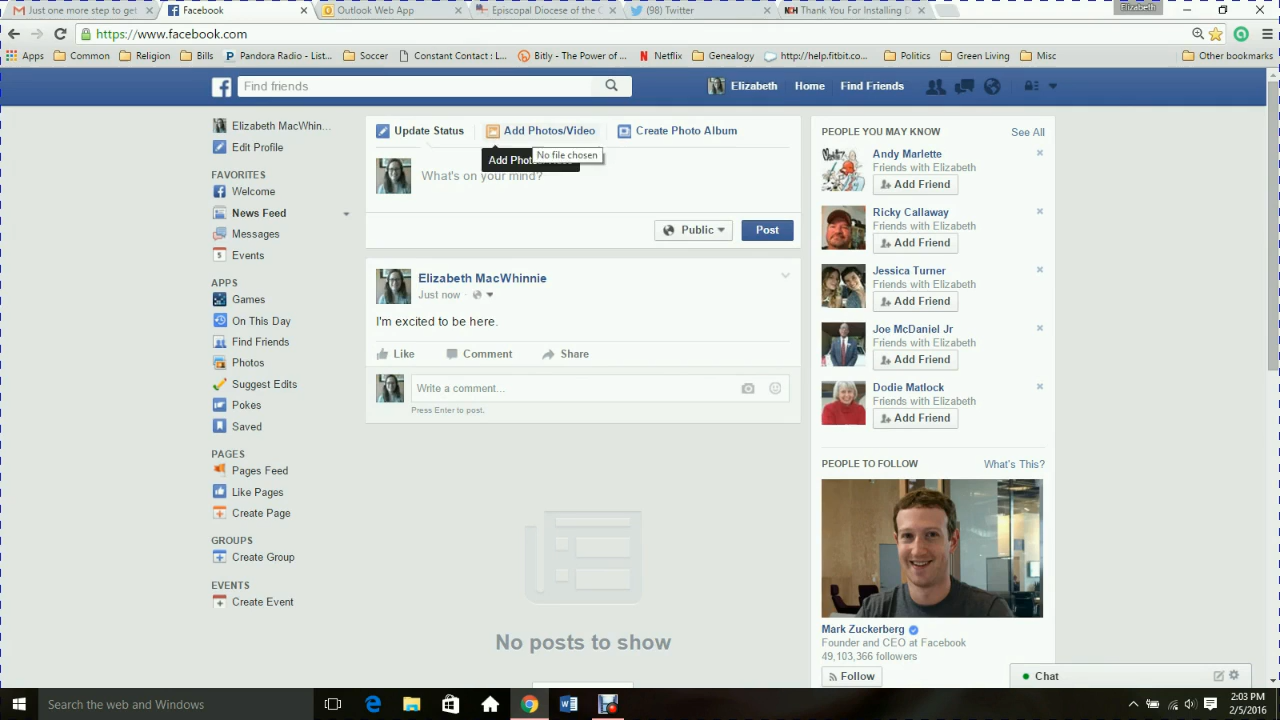 Just one more step to get
Facebook
Outlook Web App
Episcopal Diocese of the C
(98) Twitter
NCH Thank You For Installing D
Elizabeth
https://www.facebook.com
Apps
Common
Religion
Bills
Pandora Radio - List...
Soccer
Constant Contact : L...
Bitly - The Power of ...
Netflix
Genealogy
http://help.fitbit.co...
Politics
Green Living
Misc
Other bookmarks
Find friends
Elizabeth
Home
Find Friends
Elizabeth MacWhin...
Edit Profile
FAVORITES
Welcome
News Feed
Messages
Events
APPS
Games
On This Day
Find Friends
Photos
Suggest Edits
Pokes
Saved
PAGES
Pages Feed
Like Pages
Create Page
GROUPS
Create Group
EVENTS
Create Event
Update Status
Add Photos/Video
Create Photo Album
No file chosen
What's on your mind?
Public
Post
Elizabeth MacWhinnie
Just now
I'm excited to be here.
Like
Comment
Share
Write a comment...
Press Enter to post.
No posts to show
PEOPLE YOU MAY KNOW
See All
Andy Marlette
Friends with Elizabeth
Add Friend
Ricky Callaway
Friends with Elizabeth
Add Friend
Jessica Turner
Friends with Elizabeth
Add Friend
Joe McDaniel Jr
Friends with Elizabeth
Add Friend
Dodie Matlock
Friends with Elizabeth
Add Friend
PEOPLE TO FOLLOW
What's This?
Mark Zuckerberg
Founder and CEO at Facebook
49,103,366 followers
Follow
Chat
Search the web and Windows
2:03 PM
2/5/2016